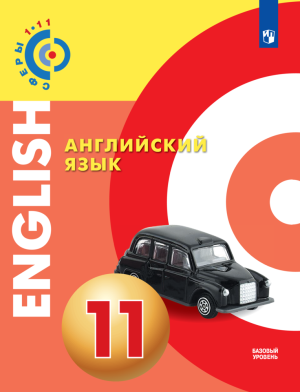 СФЕРЫ 1•11
ENGLISH
АНГЛИЙСКИЙ
ЯЗЫК
11
БАЗОВЫЙ
УРОВЕНЬ